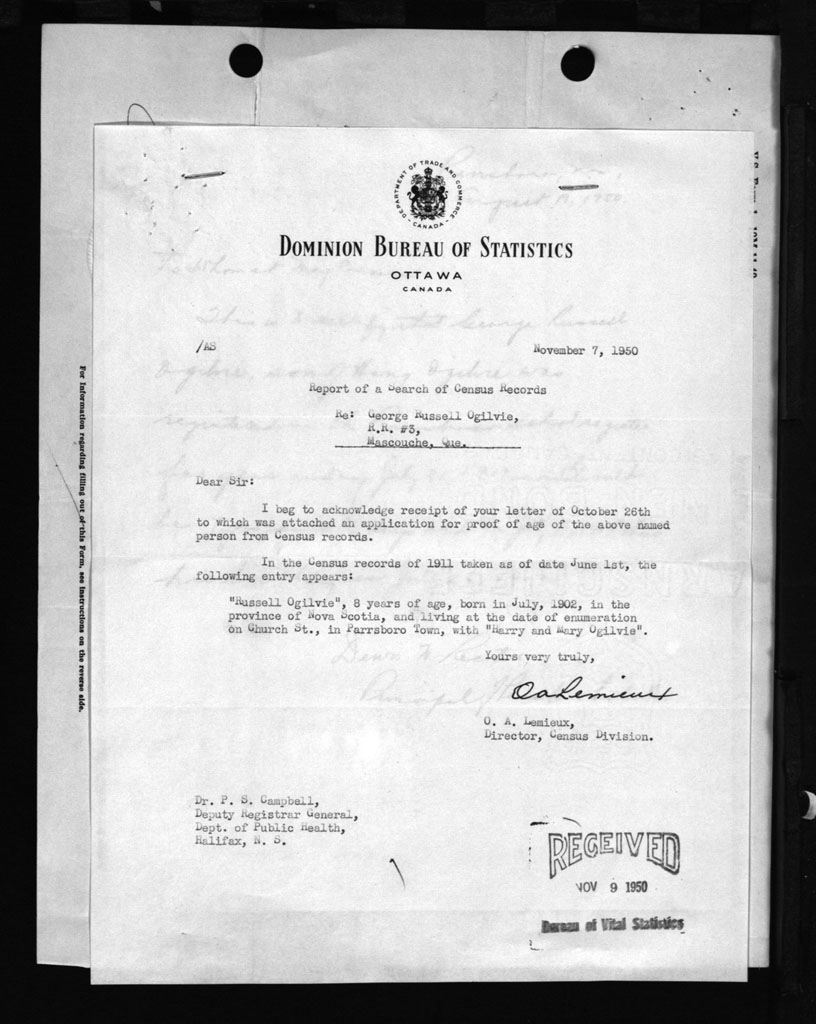 DEPARTMENT OF TRADE AND COMMERCE
CANADA
DOMINION BUREAU OF STATISTICS
OTTAWA
CANADA
/AS
November 7, 1950
Report of a Search of Census Records
Re: George Russell Ogilvie,
R.R. #3,
Mascouche, Que.
Dear Sir:
I beg to acknowledge receipt of your letter of October 26th
to which was attached an application for proof of age of the above named
person from Census records.
In the Census records of 1911 taken as of date June 1st, the
following entry appears:
"Russell Ogilvie", 8 years of age, born in July, 1902, in the
province of Nova Scotia, and living at the date of enumeration
on Church St., in Parrsboro Town, with "Harry and Mary Ogilvie".
Yours very truly,
O A Lemieux
O. A. Lemieux,
Director, Census Division.
Dr. P. S. Campbell,
Deputy Registrar General,
Dept. of Public Health,
Halifax, N. S.
RECEIVED
NOV 9 1950
Bureau of Vital Statistics
For Information regarding filling out of this Form, see Instructions on the reverse side.